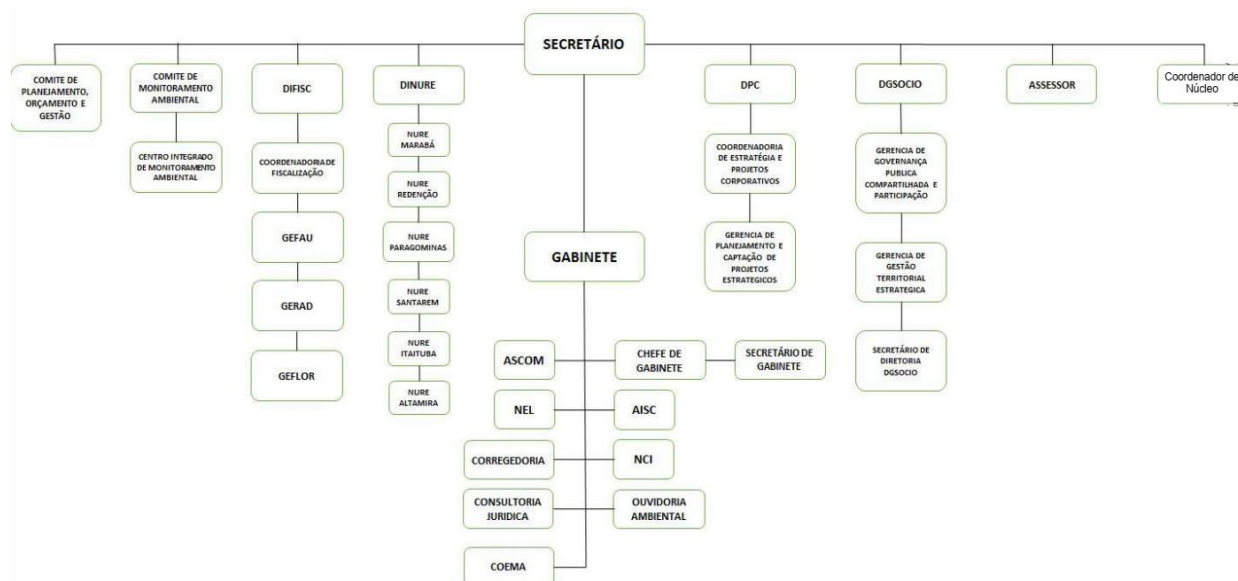 SECRETÁRIO
COMITE DE
PLANEJAMENTO,
ORÇAMENTO E
GESTÃO
COMITE DE
MONITORAMENTO
AMBIENTAL
CENTRO INTEGRADO
DE MONITORAMENTO
AMBIENTAL
DIFISC
COORDENADORIA DE
FISCALIZAÇÃO
GEFAU
GERAD
GEFLOR
DINURE
NURE
MARABÁ
NURE
REDENÇÃO
NURE
PARAGOMINAS
NURE
SANTAREM
NURE
ITAITUBA
NURE
ALTAMIRA
DPC
COORDENADORIA
DE ESTRATÉGIA E
PROJETOS
CORPORATIVOS
GERENCIA DE
PLANEJAMENTO E
CAPTAÇÃO DE
PROJETOS
ESTRATEGICOS
DGSOCIO
GERENCIA DE
GOVERNANÇA
PUBLICA
COMPARTILHADA E
PARTICIPAÇÃO
GERENCIA DE
GESTÃO
TERRITORIAL
ESTRATEGICA
SECRETÁRIO DE
DIRETORIA
DGSOCIO
ASSESSOR
Coordenador de
Núcleo
GABINETE
ASCOM
CHEFE DE
GABINETE
SECRETÁRIO DE
GABINETE
NEL
AISC
CORREGEDORIA
NCI
CONSULTORIA
JURIDICA
OUVIDORIA
AMBIENTAL
COEMA